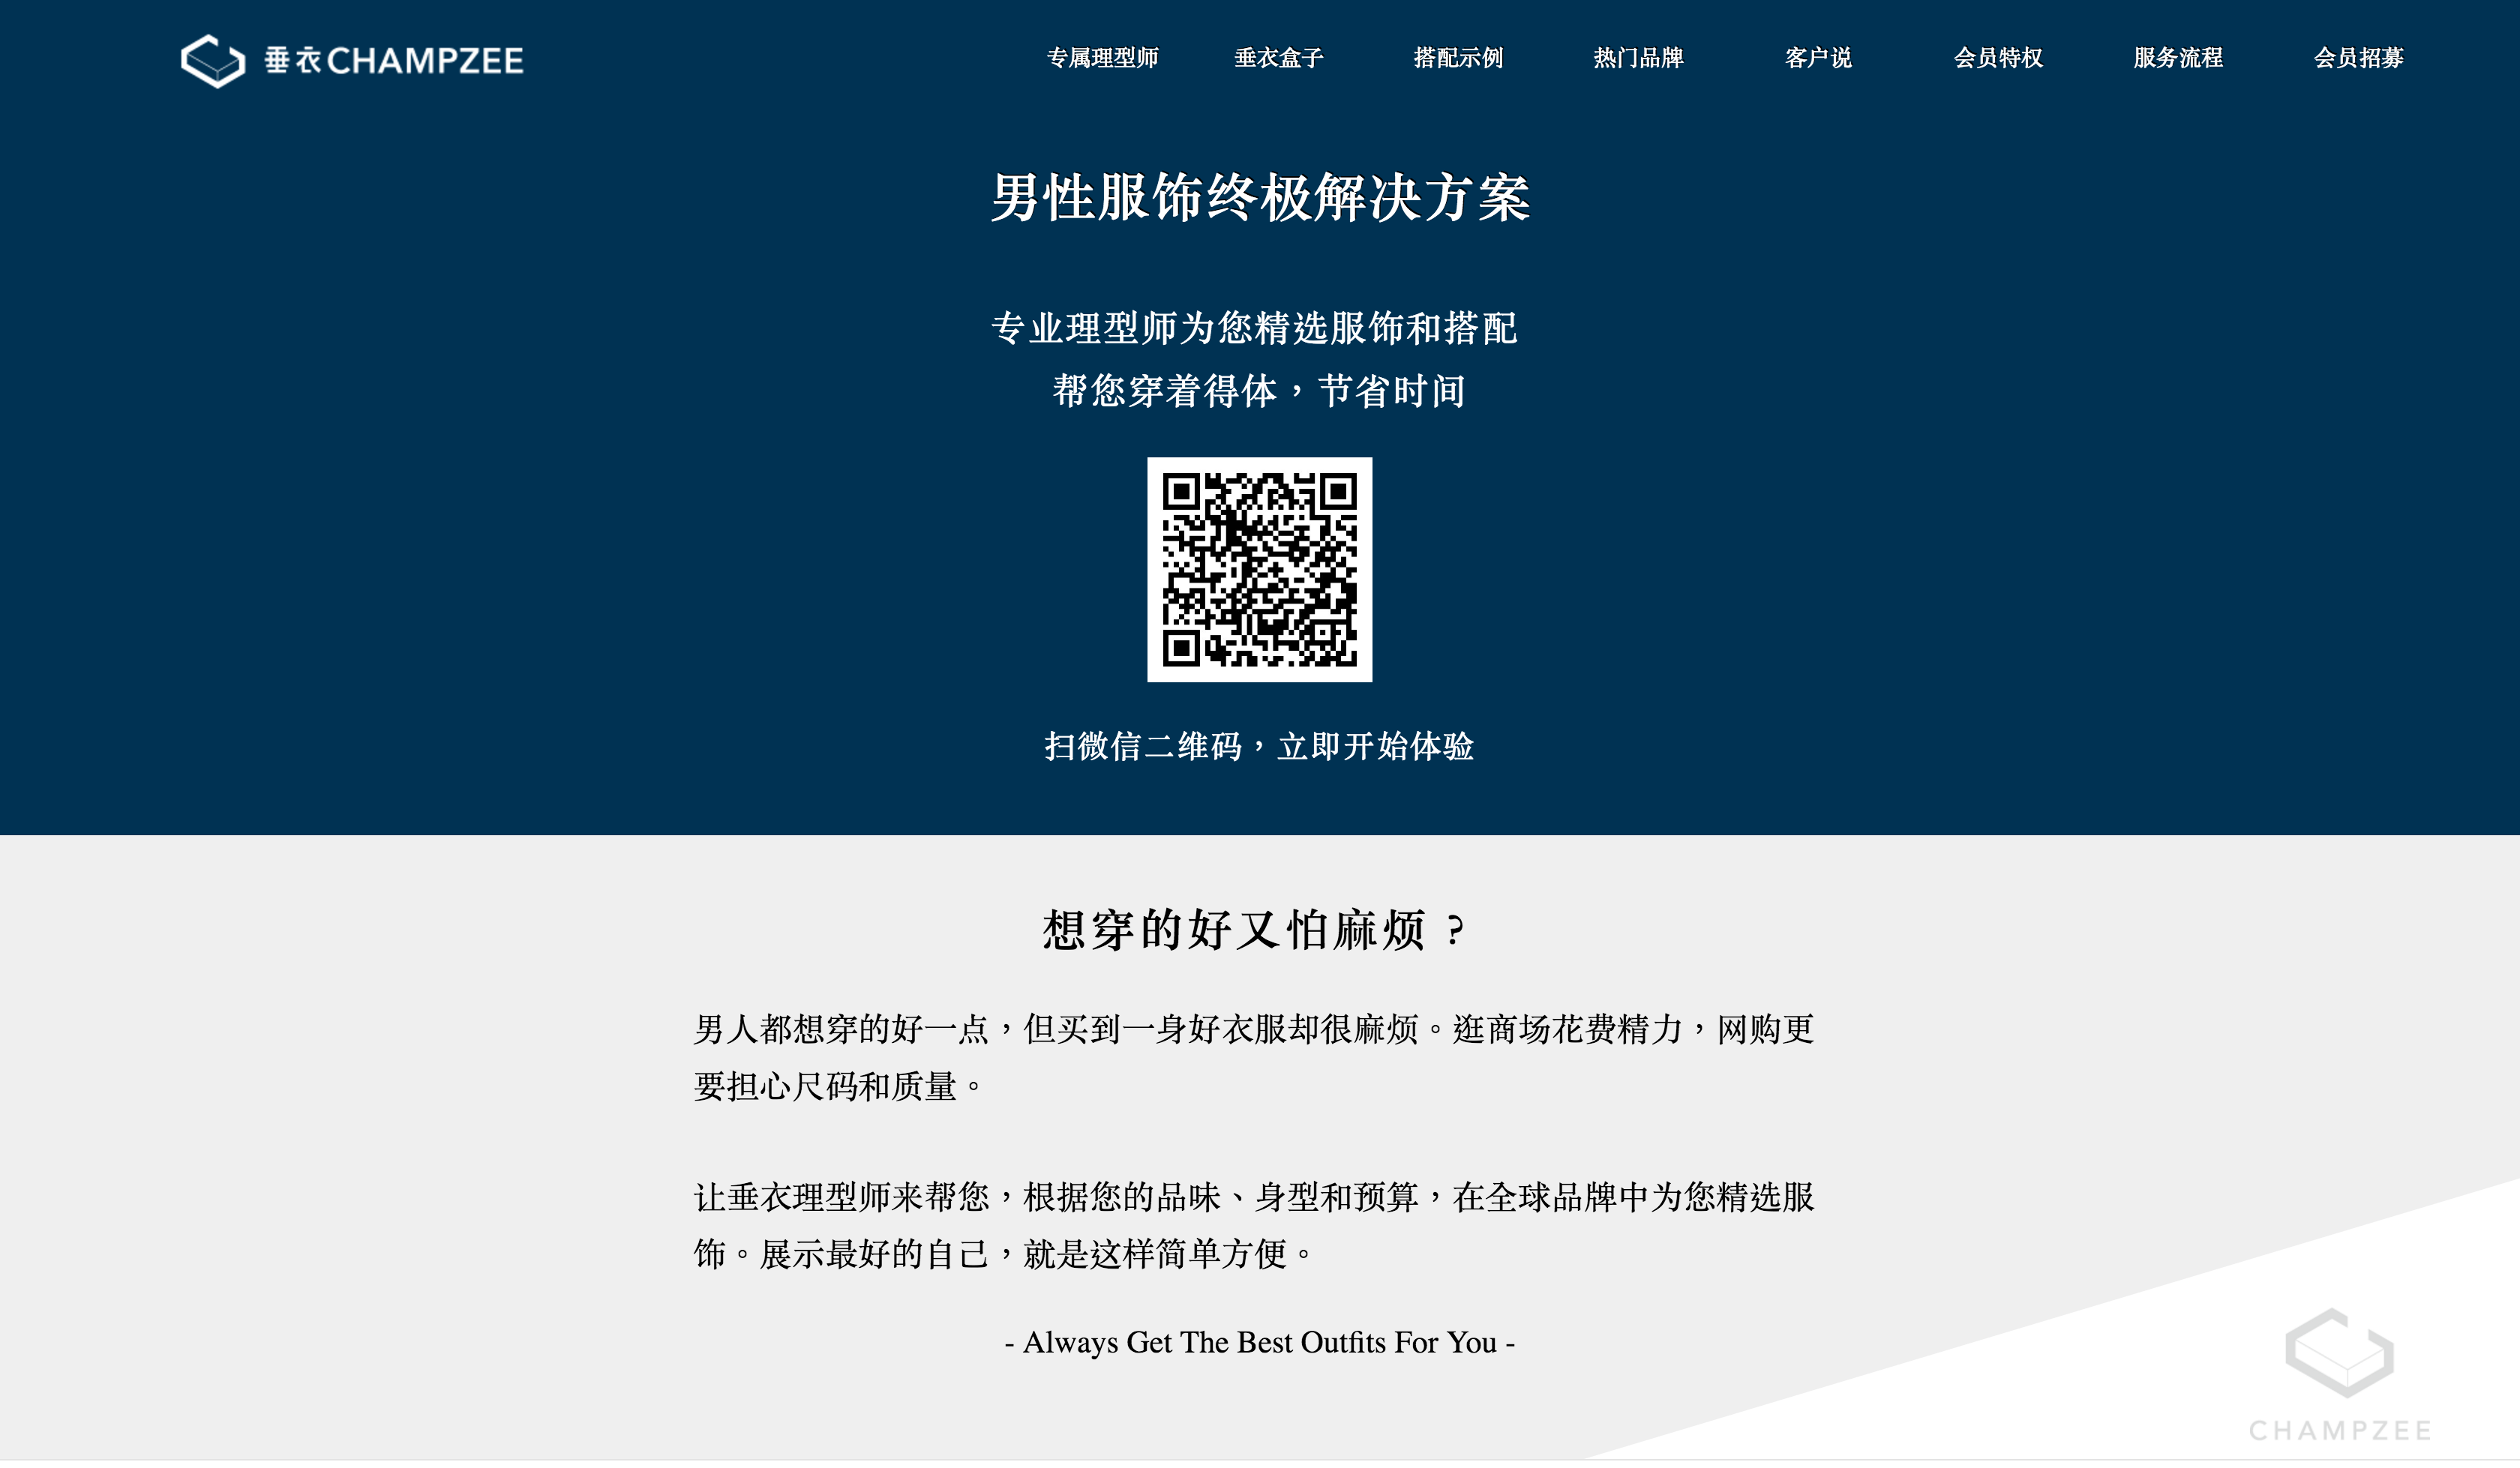 垂衣CHAMPZEE
专属理型师 垂衣盒子 搭配示例 热门品牌 客户说 会员特权 服务流程 会员招募
男性服饰终极解决方案
专业理型师为您精选服饰和搭配
帮您穿着得体，节省时间
扫微信二维码，立即开始体验
想穿的好又怕麻烦？
男人都想穿的好一点，但买到一身好衣服却很麻烦。逛商场花费精力，网购更
要担心尺码和质量。
让垂衣理型师来帮您，根据您的品味、身型和预算，在全球品牌中为您精选服
饰。展示最好的自己，就是这样简单方便。
- Always Get The Best Outfits For You -
CHAMPZEE